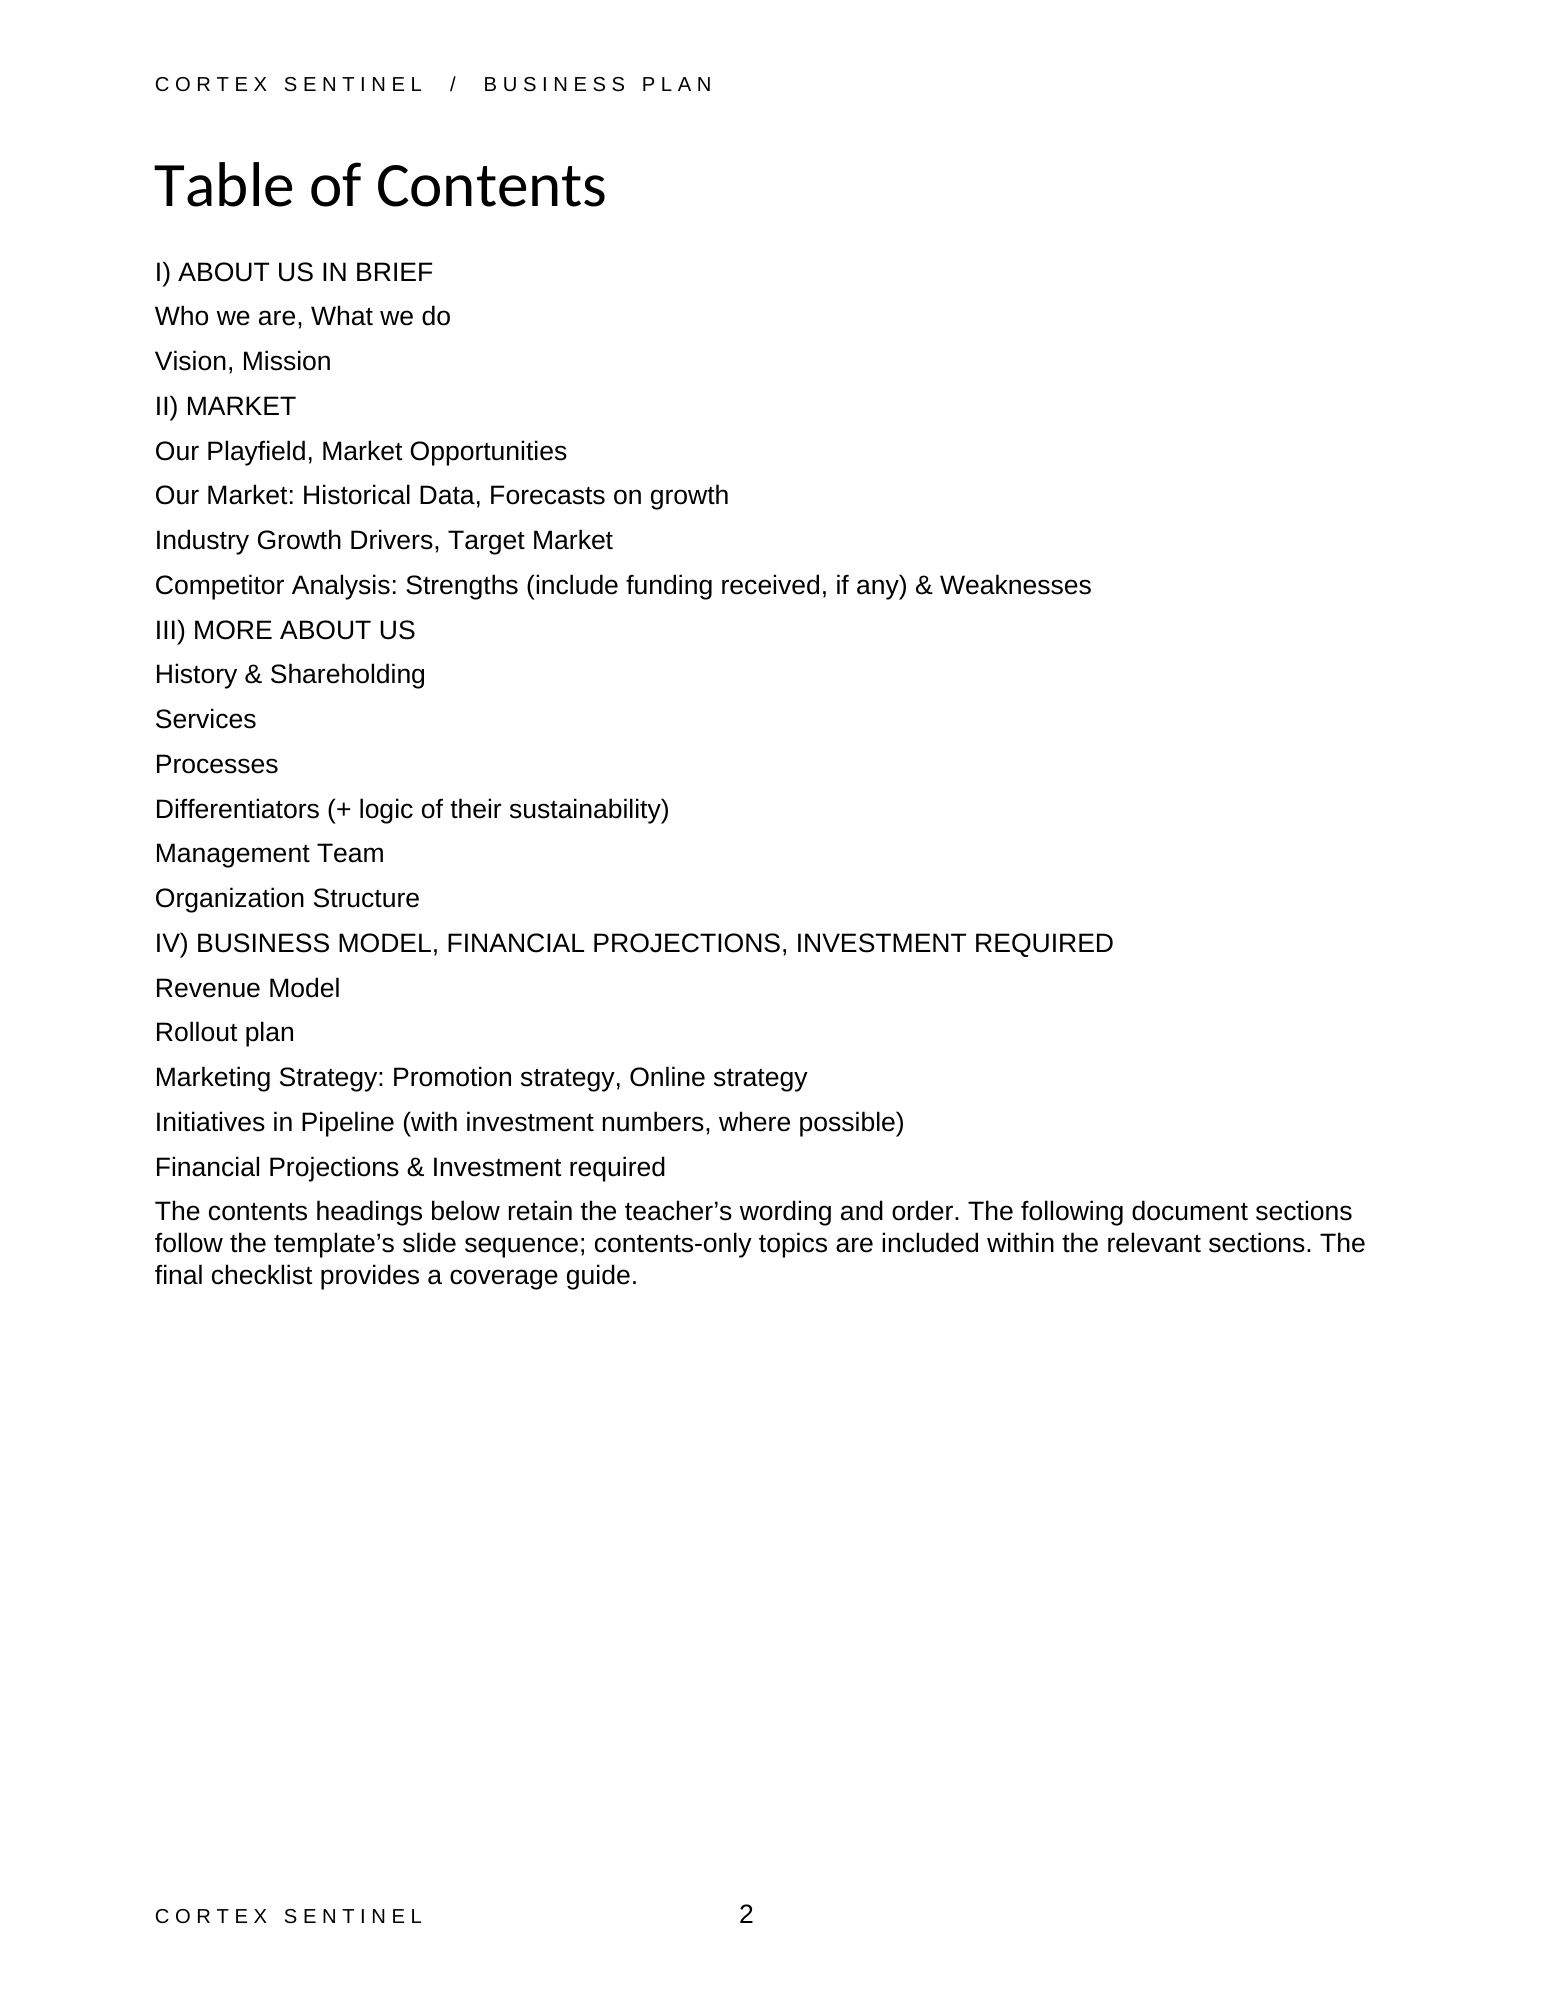 CORTEX SENTINEL / BUSINESS PLAN
Table of Contents
I) ABOUT US IN BRIEF
Who we are, What we do
Vision, Mission
II) MARKET
Our Playfield, Market Opportunities
Our Market: Historical Data, Forecasts on growth
Industry Growth Drivers, Target Market
Competitor Analysis: Strengths (include funding received, if any) & Weaknesses
III) MORE ABOUT US
History & Shareholding
Services
Processes
Differentiators (+ logic of their sustainability)
Management Team
Organization Structure
IV) BUSINESS MODEL, FINANCIAL PROJECTIONS, INVESTMENT REQUIRED
Revenue Model
Rollout plan
Marketing Strategy: Promotion strategy, Online strategy
Initiatives in Pipeline (with investment numbers, where possible)
Financial Projections & Investment required
The contents headings below retain the teacher’s wording and order. The following document sections
follow the template’s slide sequence; contents-only topics are included within the relevant sections. The
final checklist provides a coverage guide.
CORTEX SENTINEL 2